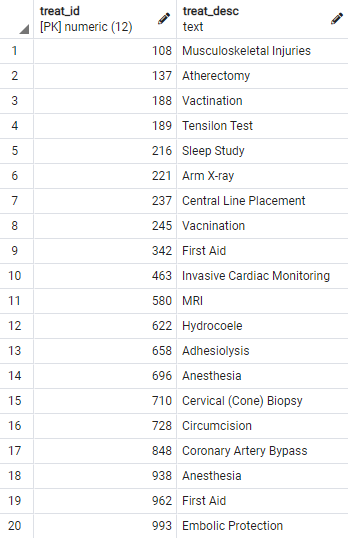 treat_id treat_desc
[PK] numeric (12) text
1 108 Musculoskeletal Injuries
2 137 Atherectomy
3 188 Vactination
4 189 Tensilon Test
5 216 Sleep Study
6 221 Arm X-ray
7 237 Central Line Placement
8 245 Vacnination
9 342 First Aid
10 463 Invasive Cardiac Monitoring
11 580 MRI
12 622 Hydrocoele
13 658 Adhesiolysis
14 696 Anesthesia
15 710 Cervical (Cone) Biopsy
16 728 Circumcision
17 848 Coronary Artery Bypass
18 938 Anesthesia
19 962 First Aid
20 993 Embolic Protection